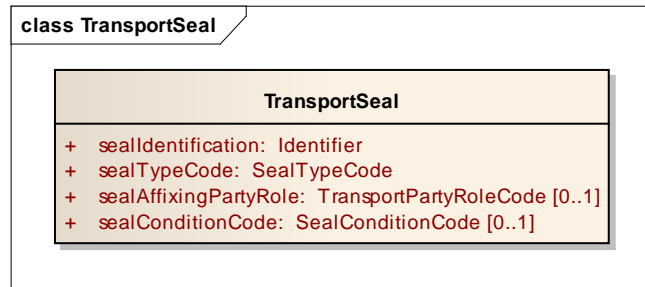 class TransportSeal
TransportSeal
+ sealIdentification: Identifier
+ sealTypeCode: SealTypeCode
+ sealAffixingPartyRole: TransportPartyRoleCode [0..1]
+ sealConditionCode: SealConditionCode [0..1]